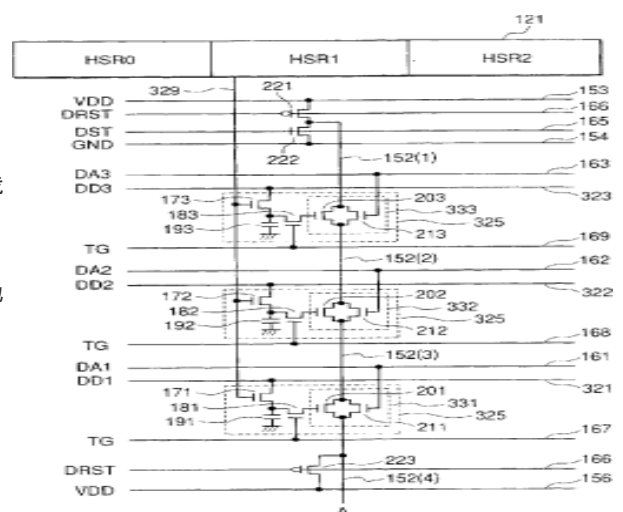 121
HSR0 HSR1 HSR2
329 221
VDD 153
DRST 166
DST 165
GND 154
222
152(1)
DA3 163
DD3 323
173 203
183 333
193 325
213
TG 169
152(2)
DA2 162
DD2 322
172 202
182 332
192 325
212
TG 168
152(3)
DA1 161
DD1 321
171 201
181 331
191 325
211
TG 167
223
DRST 166
152(4)
VDD 156